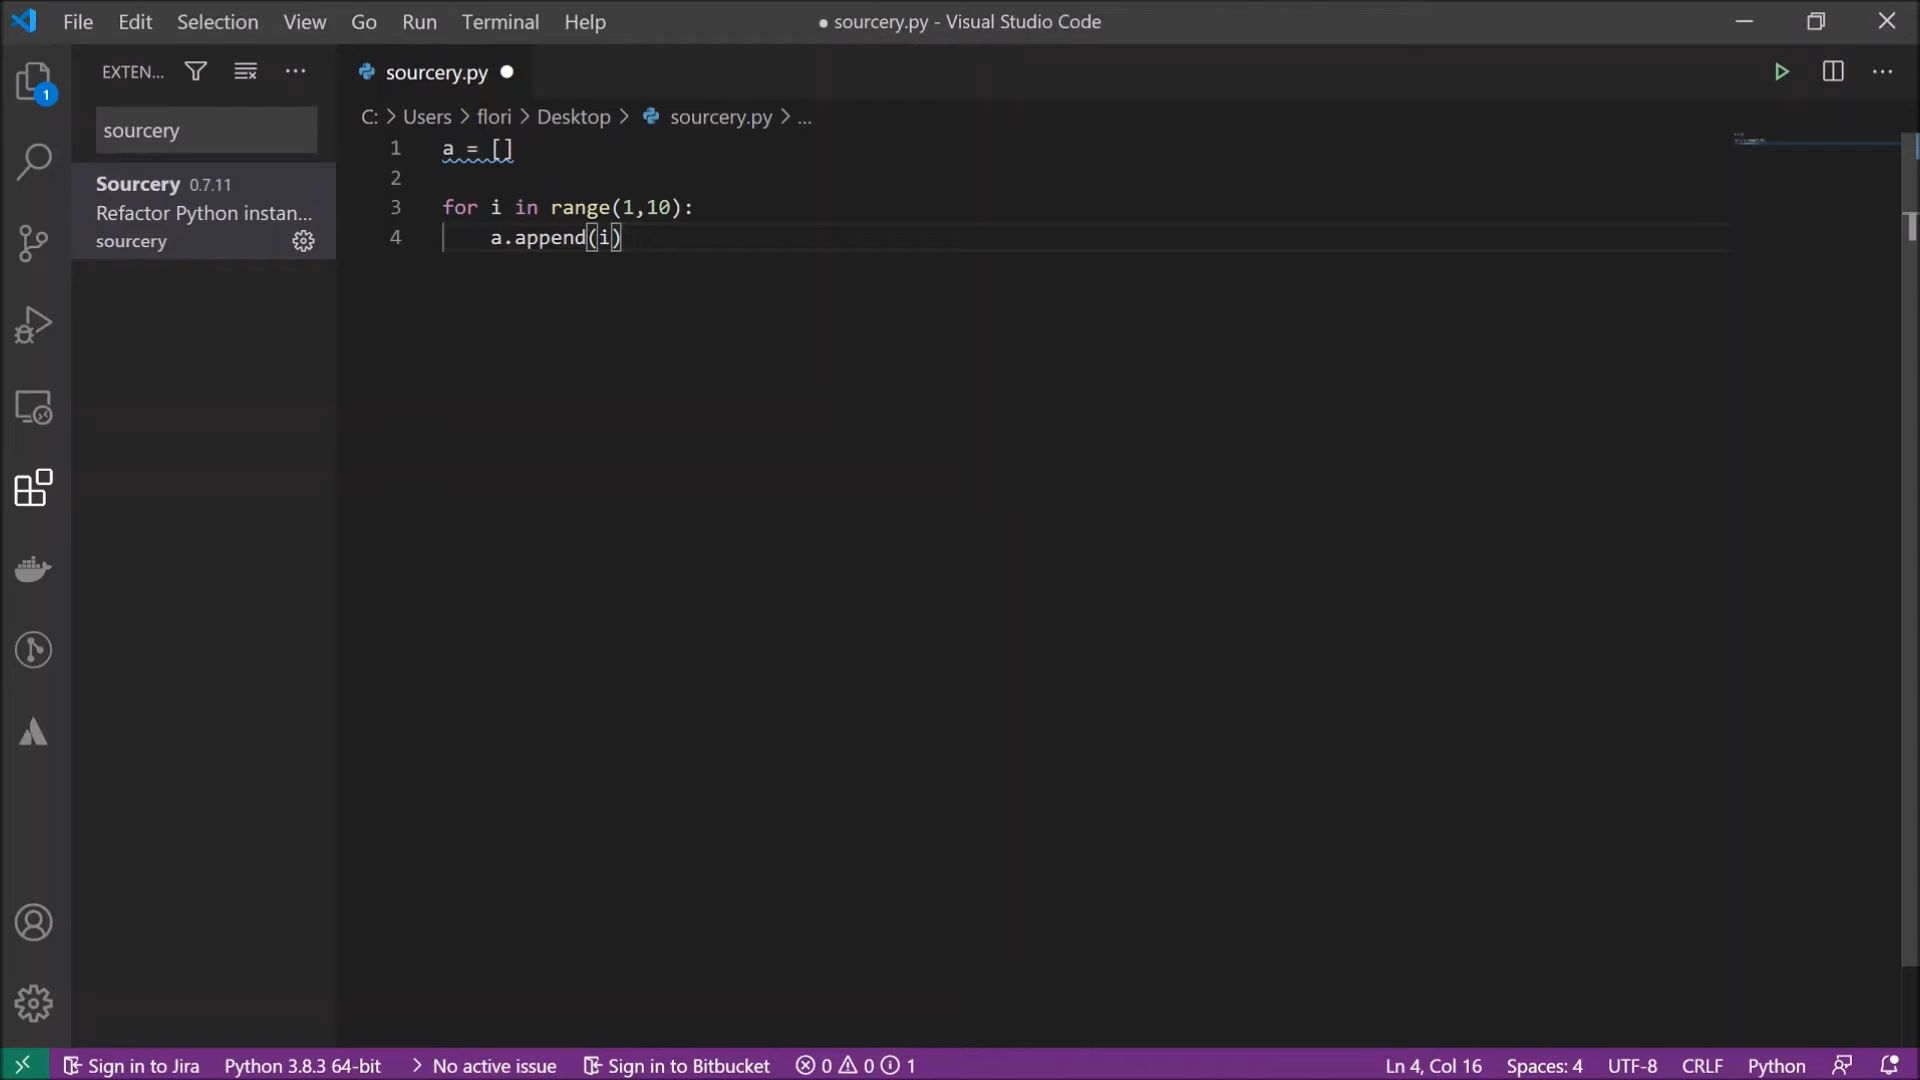 File Edit Selection View Go Run Terminal Help
● sourcery.py - Visual Studio Code
EXTEN...
sourcery.py
1
sourcery
C: > Users > flori > Desktop > sourcery.py > ...
Sourcery 0.7.11
Refactor Python instan...
sourcery
1 a = []
2
3 for i in range(1,10):
4 a.append(i)
Sign in to Jira Python 3.8.3 64-bit > No active issue Sign in to Bitbucket 0 0 1
Ln 4, Col 16 Spaces: 4 UTF-8 CRLF Python